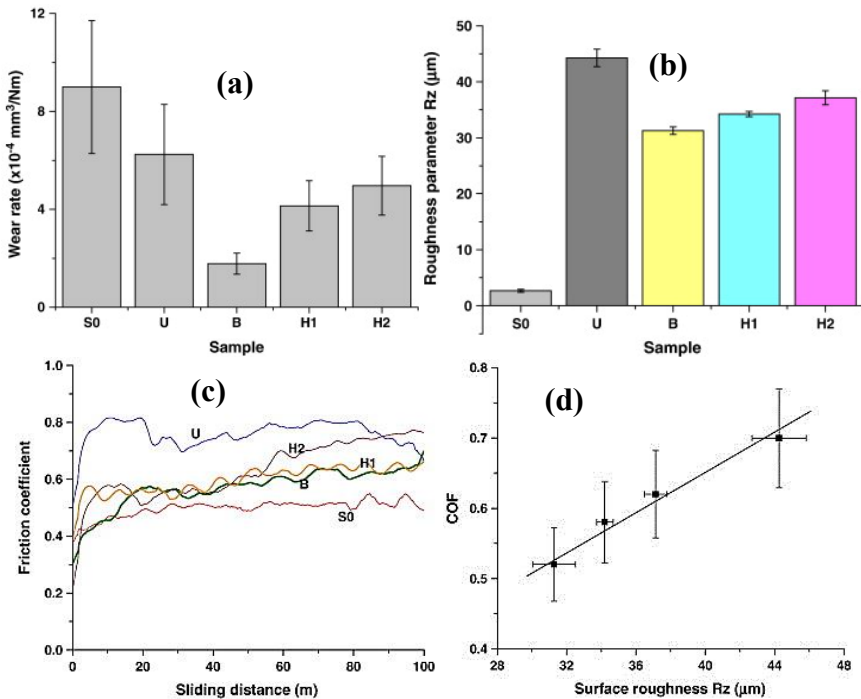 (a)
Wear rate (x10⁻⁴ mm³/Nm)
12
8
4
0
S0 U B H1 H2
Sample
(b)
Roughness parameter Rz (μm)
50
40
30
20
10
0
S0 U B H1 H2
Sample
(c)
Friction coefficient
1.0
0.8
0.6
0.4
0.2
0.0
U
H2
H1
B
S0
0 20 40 60 80 100
Sliding distance (m)
(d)
COF
0.8
0.7
0.6
0.5
0.4
28 32 36 40 44 48
Surface roughness Rz (μm)